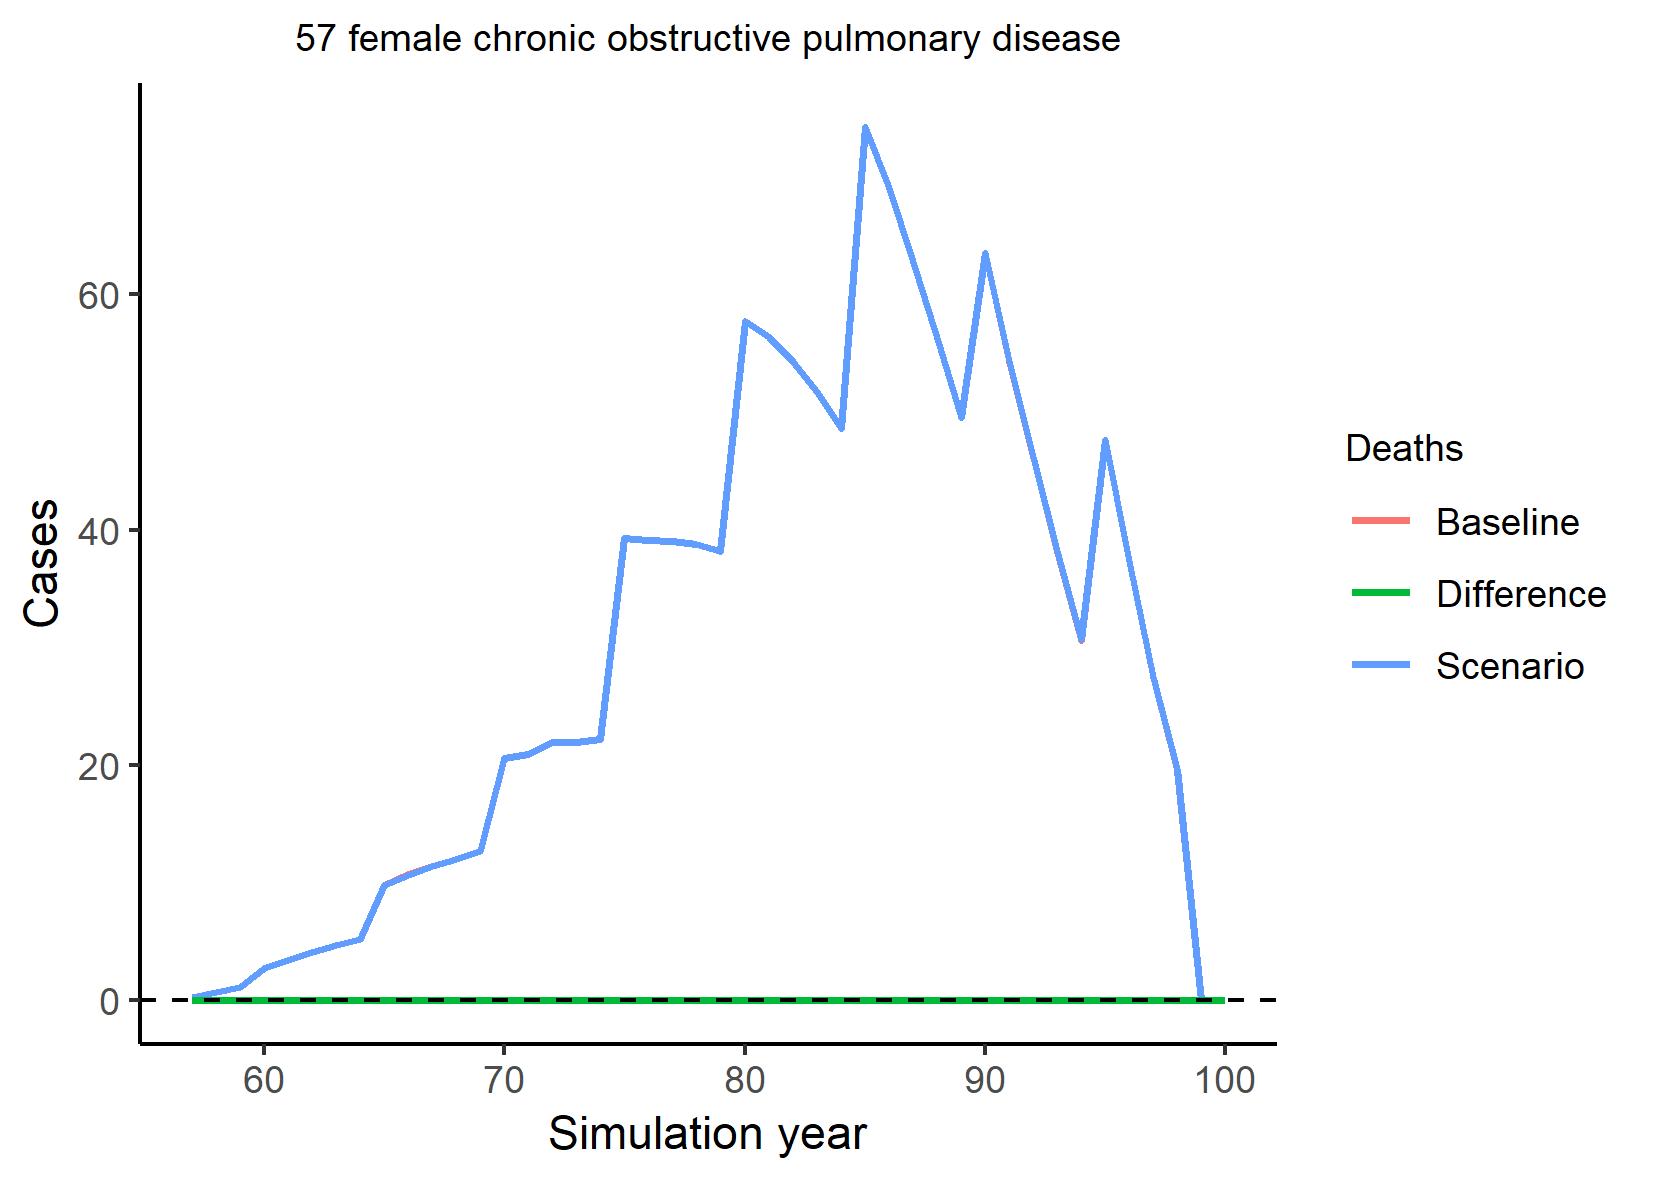 57 female chronic obstructive pulmonary disease
Cases
60
40
20
0
60 70 80 90 100
Simulation year
Deaths
Baseline
Difference
Scenario